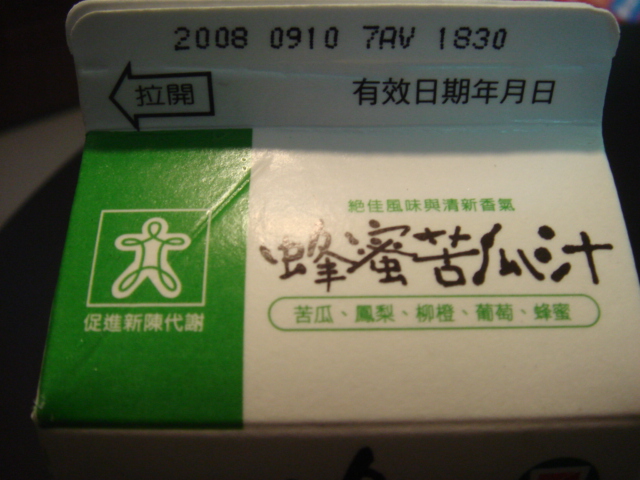 2008 0910 7AV 1830
拉開
有效日期年月日
絕佳風味與清新香氣
蜂蜜苦瓜汁
苦瓜、鳳梨、柳橙、葡萄、蜂蜜
促進新陳代謝